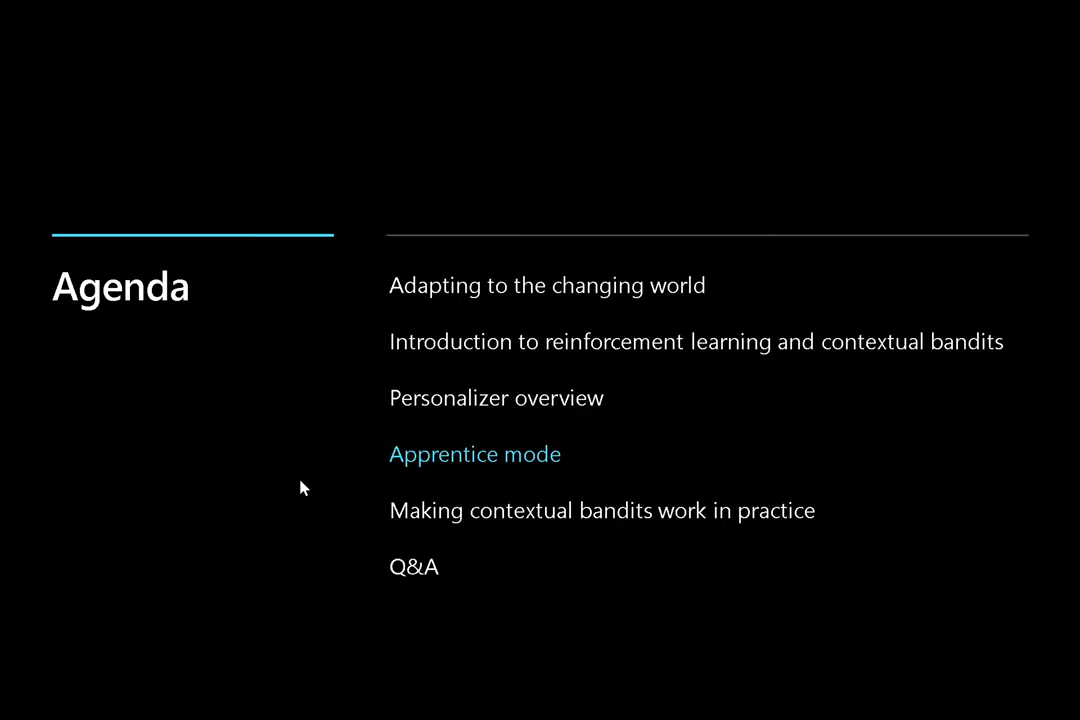 Agenda
Adapting to the changing world
Introduction to reinforcement learning and contextual bandits
Personalizer overview
Apprentice mode
Making contextual bandits work in practice
Q&A